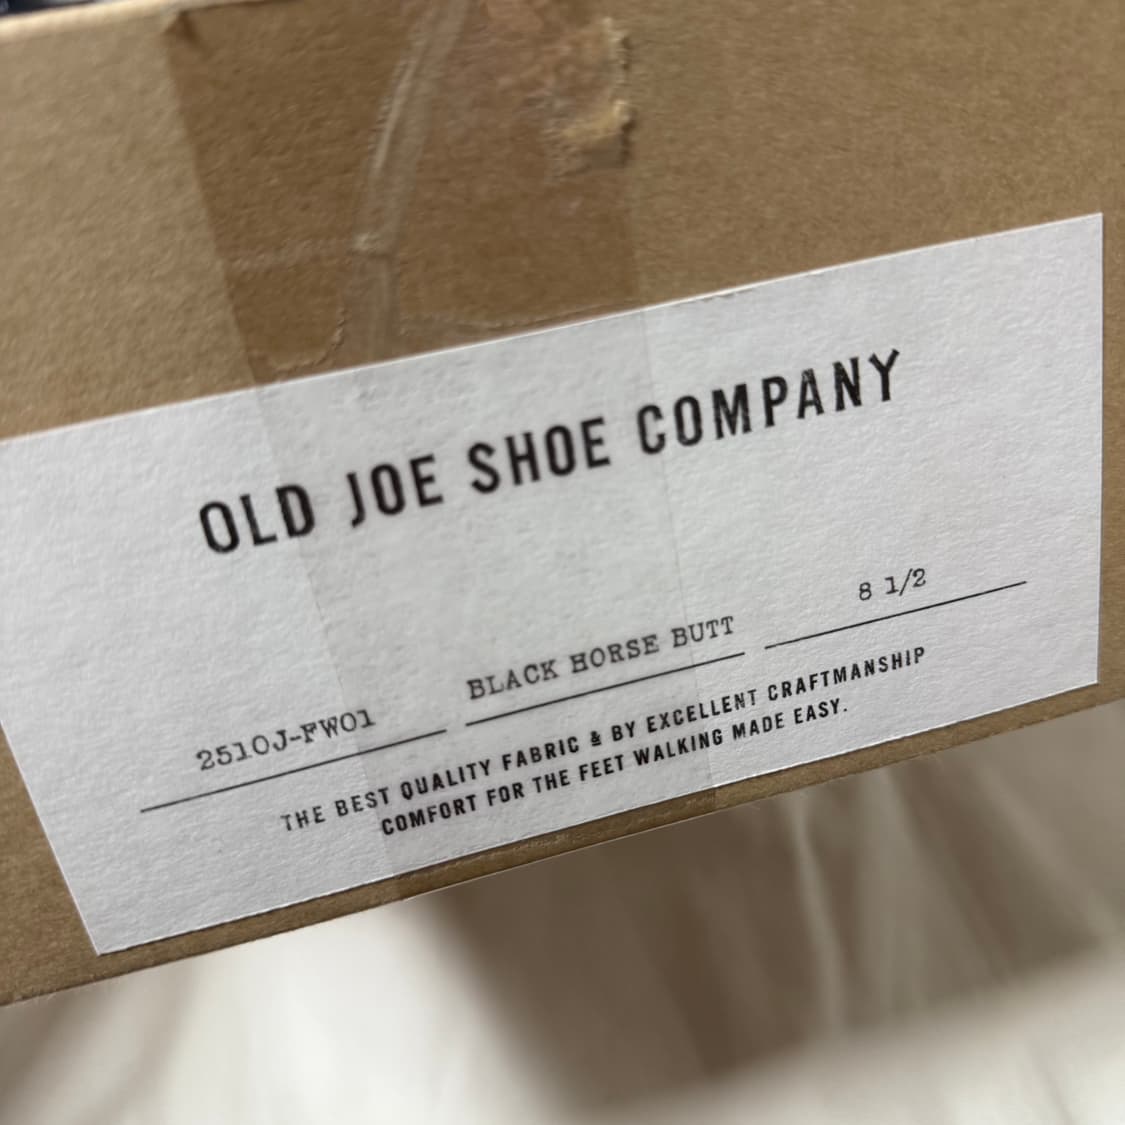 OLD JOE SHOE COMPANY
251OJ-FW01 BLACK HORSE BUTT 8 1/2
THE BEST QUALITY FABRIC & BY EXCELLENT CRAFTMANSHIP
COMFORT FOR THE FEET WALKING MADE EASY.